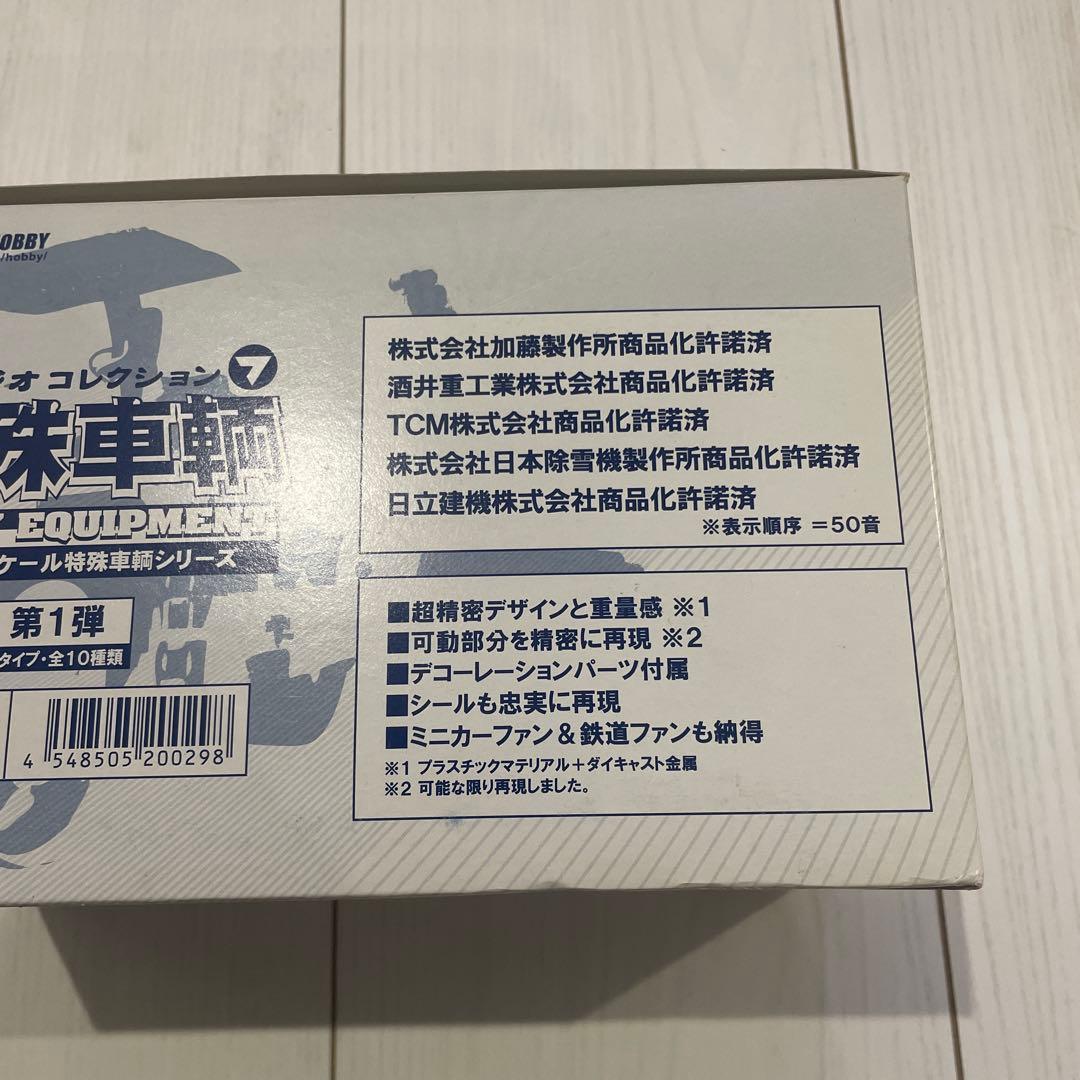 HOBBY
/hobby/
ラオ コレクション 7
殊車輌
EQUIPMENT
ケール特殊車輌シリーズ
第1弾
タイプ・全10種類
4 548505 200298
株式会社加藤製作所商品化許諾済
酒井重工業株式会社商品化許諾済
TCM株式会社商品化許諾済
株式会社日本除雪機製作所商品化許諾済
日立建機株式会社商品化許諾済
※表示順序 =50音
■超精密デザインと重量感 ※1
■可動部分を精密に再現 ※2
■デコーレーションパーツ付属
■シールも忠実に再現
■ミニカーファン&鉄道ファンも納得
※1 プラスチックマテリアル+ダイキャスト金属
※2 可能な限り再現しました。